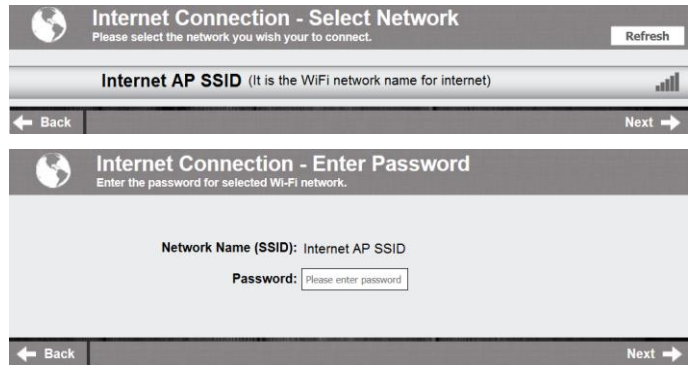 Internet Connection - Select Network
Please select the network you wish your to connect.
Refresh
Internet AP SSID (It is the WiFi network name for internet)
Back
Next
Internet Connection - Enter Password
Enter the password for selected Wi-Fi network.
Network Name (SSID): Internet AP SSID
Password: Please enter password
Back
Next